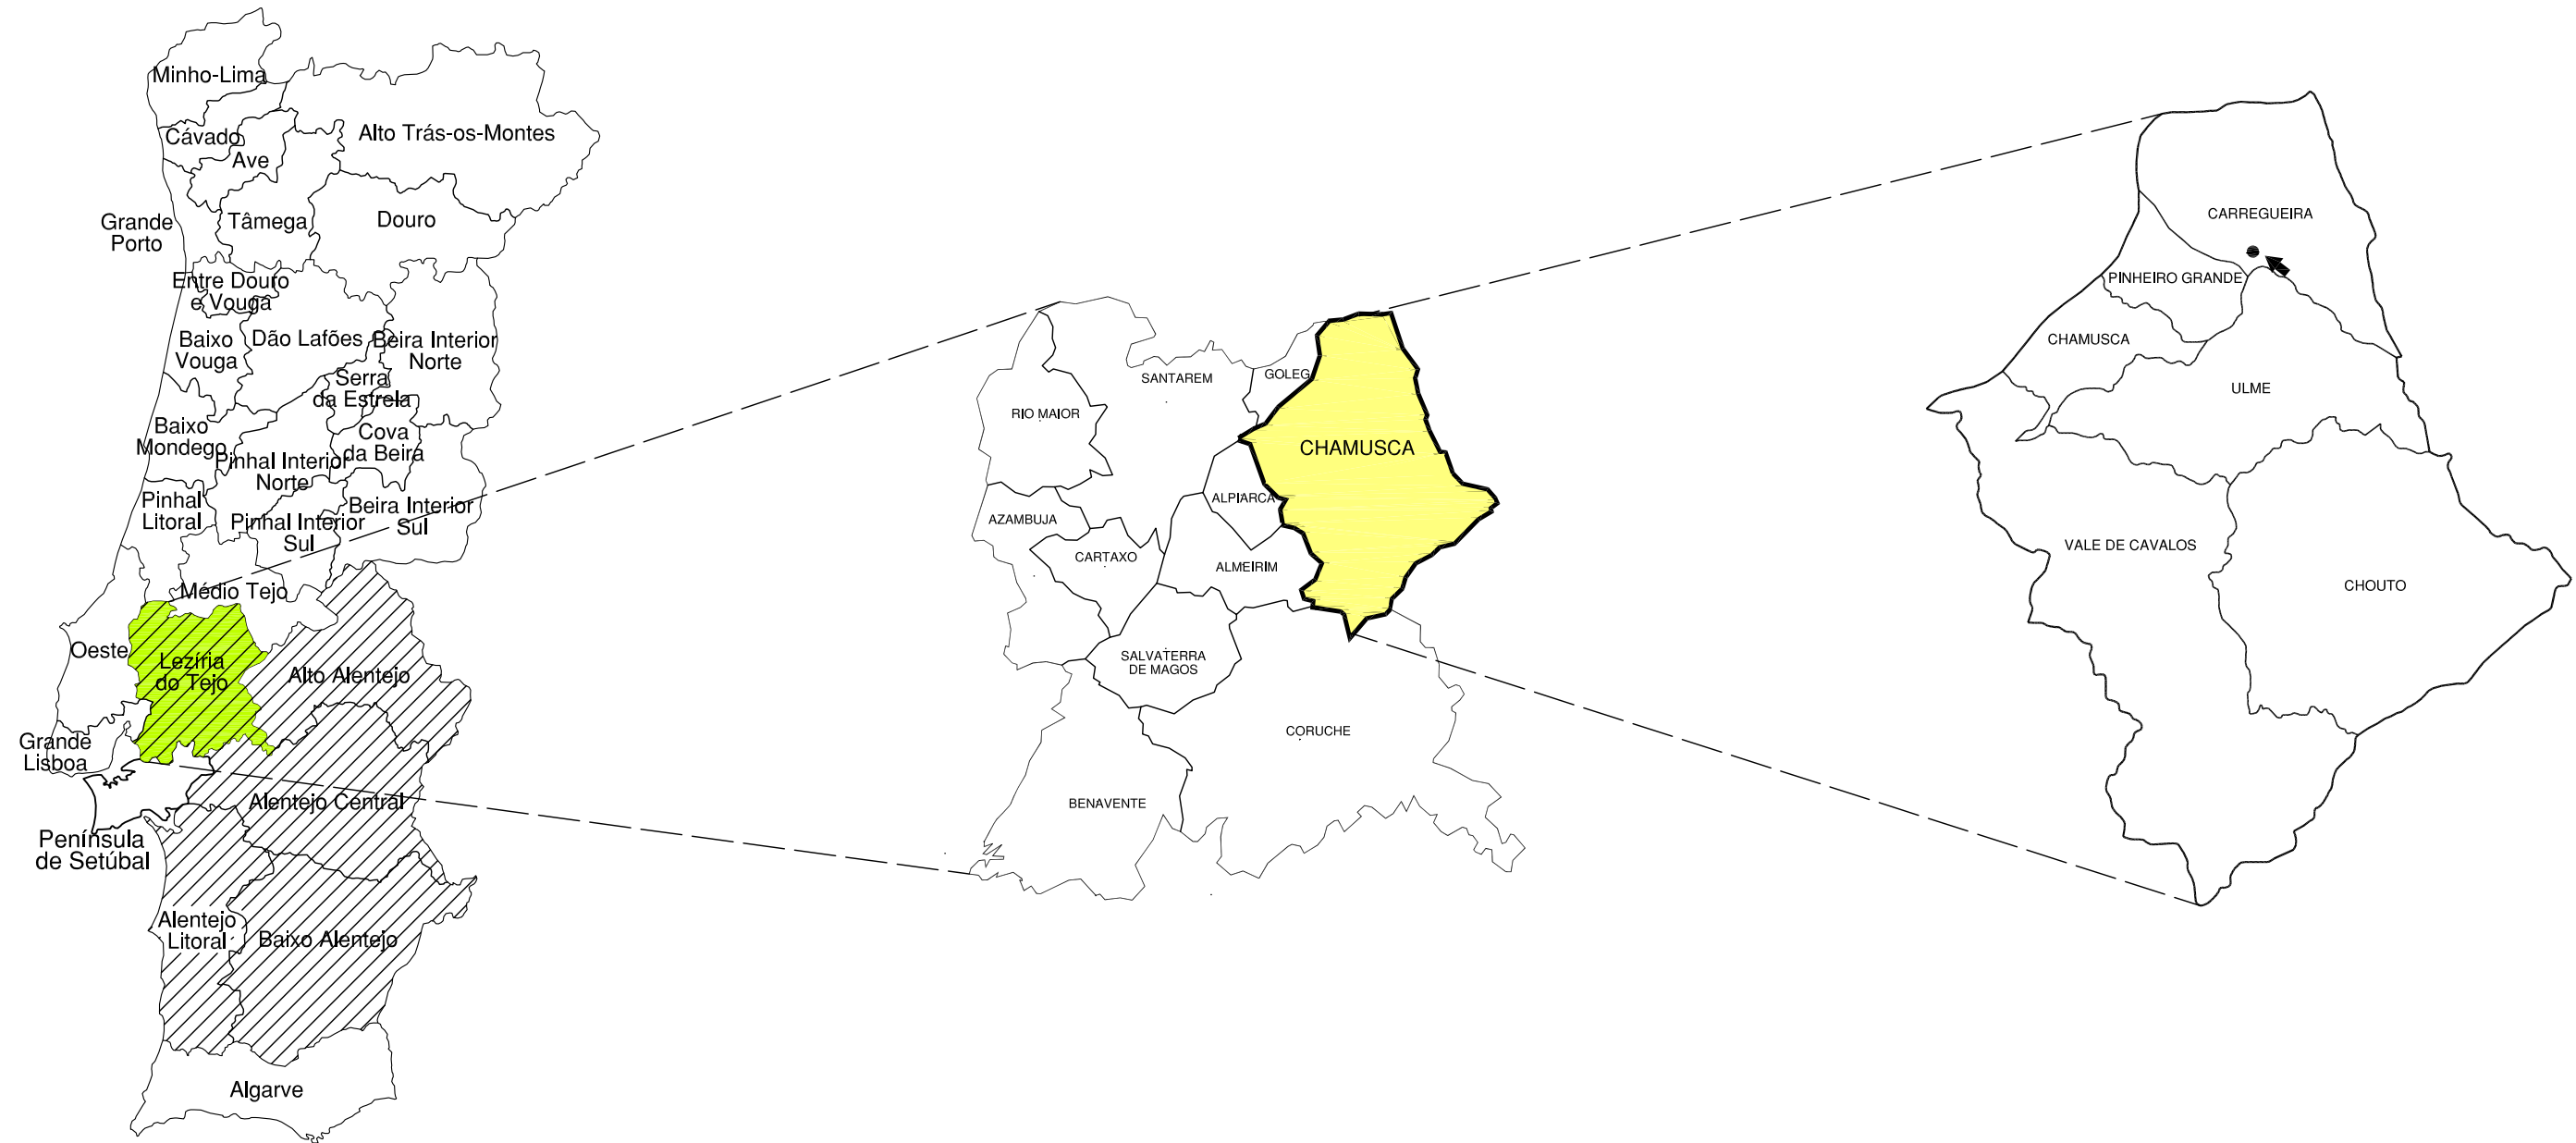 Minho-Lima
Cávado
Ave
Alto Trás-os-Montes
Grande
Porto
Tâmega
Douro
Entre Douro
e Vouga
Baixo
Vouga
Dão Lafões
Beira Interior
Norte
Serra
da Estrela
Baixo
Mondego
Cova
da Beira
Pinhal Interior
Norte
Pinhal
Litoral
Pinhal Interior
Sul
Beira Interior
Sul
Médio Tejo
Oeste
Lezíria
do Tejo
Alto Alentejo
Grande
Lisboa
Alentejo Central
Península
de Setúbal
Alentejo
Litoral
Baixo Alentejo
Algarve
SANTAREM
GOLEG
RIO MAIOR
CHAMUSCA
ALPIARCA
AZAMBUJA
CARTAXO
ALMEIRIM
SALVATERRA
DE MAGOS
CORUCHE
BENAVENTE
CARREGUEIRA
PINHEIRO GRANDE
CHAMUSCA
ULME
VALE DE CAVALOS
CHOUTO